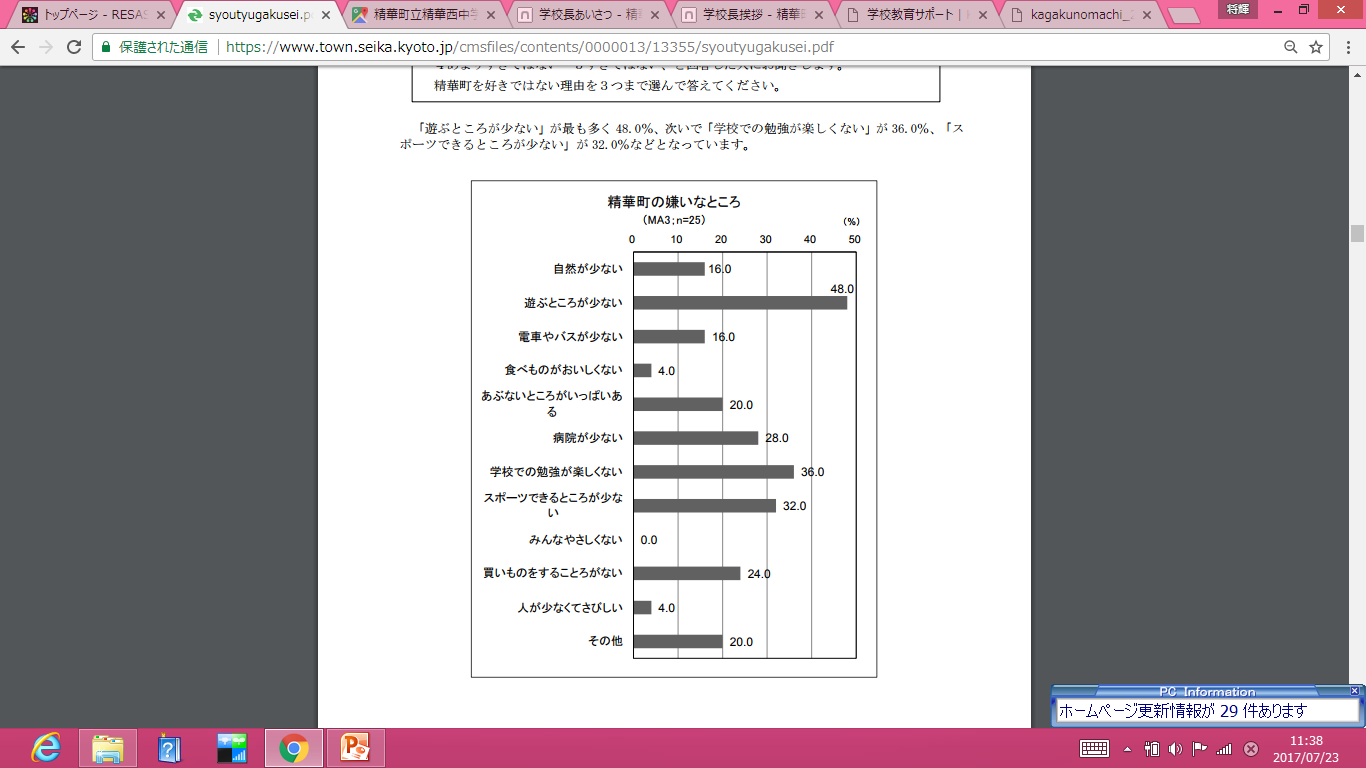 トップページ - RESAS
syoutyugakusei.p
精華町立精華西中学
学校長あいさつ - 精華
学校長挨拶 - 精華町
学校教育サポート |
kagakunomachi_
将輝
保護された通信
https://www.town.seika.kyoto.jp/cmsfiles/contents/0000013/13355/syoutyugakusei.pdf
精華町を好きではない理由を３つまで選んで答えてください。
「遊ぶところが少ない」が最も多く 48.0%、次いで「学校での勉強が楽しくない」が 36.0%、「ス
ポーツできるところが少ない」が 32.0%などとなっています。
精華町の嫌いなところ
(MA3;n=25)
(%)
0 10 20 30 40 50
自然が少ない 16.0
遊ぶところが少ない 48.0
電車やバスが少ない 16.0
食べものがおいしくない 4.0
あぶないところがいっぱいあ
る 20.0
病院が少ない 28.0
学校での勉強が楽しくない 36.0
スポーツできるところが少な
い 32.0
みんなやさしくない 0.0
買いものをすることろがない 24.0
人が少なくてさびしい 4.0
その他 20.0
PC Information
ホームページ更新情報が 29 件あります
11:38
2017/07/23